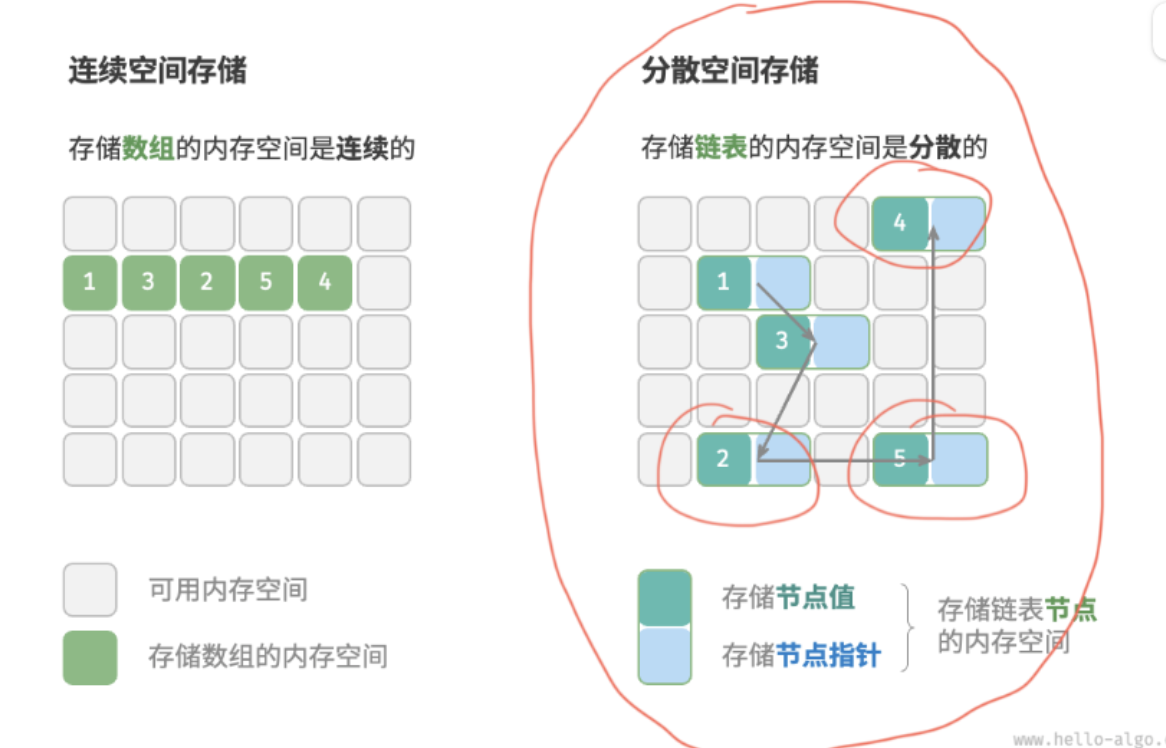 连续空间存储
存储数组的内存空间是连续的
1 3 2 5 4
可用内存空间
存储数组的内存空间
分散空间存储
存储链表的内存空间是分散的
4
1
3
2 5
存储节点值
存储节点指针
存储链表节点
的内存空间
www.hello-algo.